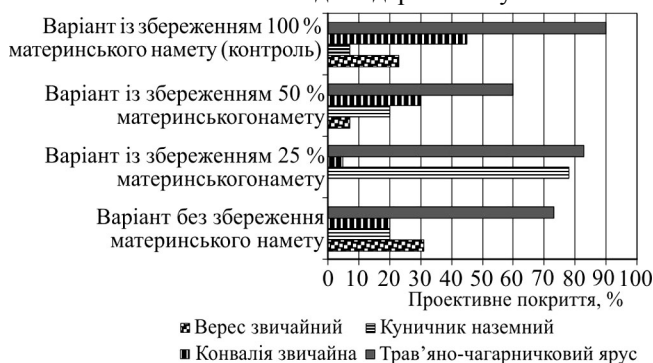 Варіант із збереженням 100 %
материнського намету (контроль)
Варіант із збереженням 50 %
материнськогонамету
Варіант із збереженням 25 %
материнськогонамету
Варіант без збереження
материнського намету
0 10 20 30 40 50 60 70 80 90 100
Проективне покриття, %
Верес звичайний Куничник наземний
Конвалія звичайна Трав’яно-чагарничковий ярус